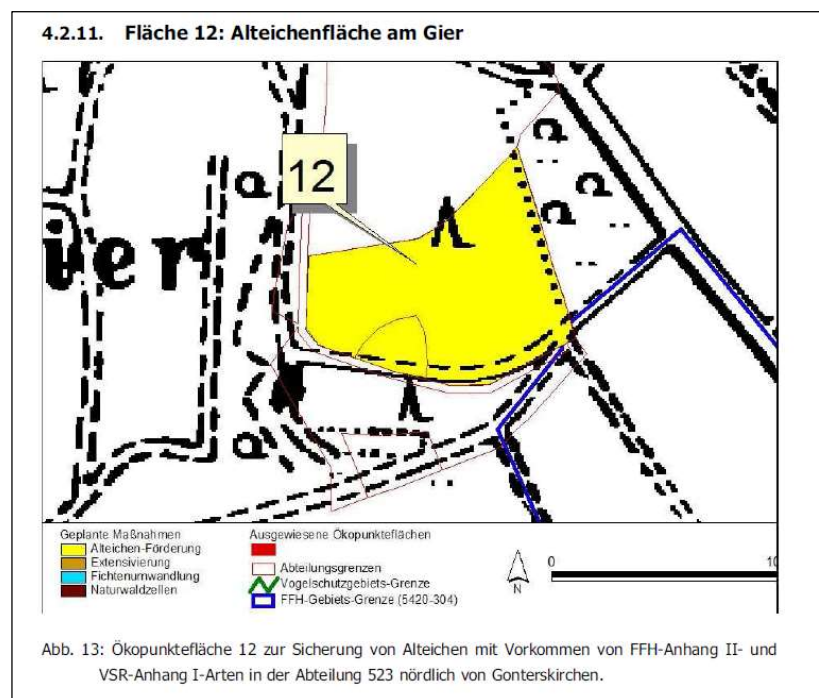 4.2.11. Fläche 12: Alteichenfläche am Gier
12
ier
Geplante Maßnahmen
Alteichen-Förderung
Extensivierung
Fichtenumwandlung
Naturwaldzellen
Ausgewiesene Ökopunkteflächen
Abteilungsgrenzen
Vogelschutzgebiets-Grenze
FFH-Gebiets-Grenze (5420-304)
N
0
10
Abb. 13: Ökopunktefläche 12 zur Sicherung von Alteichen mit Vorkommen von FFH-Anhang II- und
VSR-Anhang I-Arten in der Abteilung 523 nördlich von Gonterskirchen.